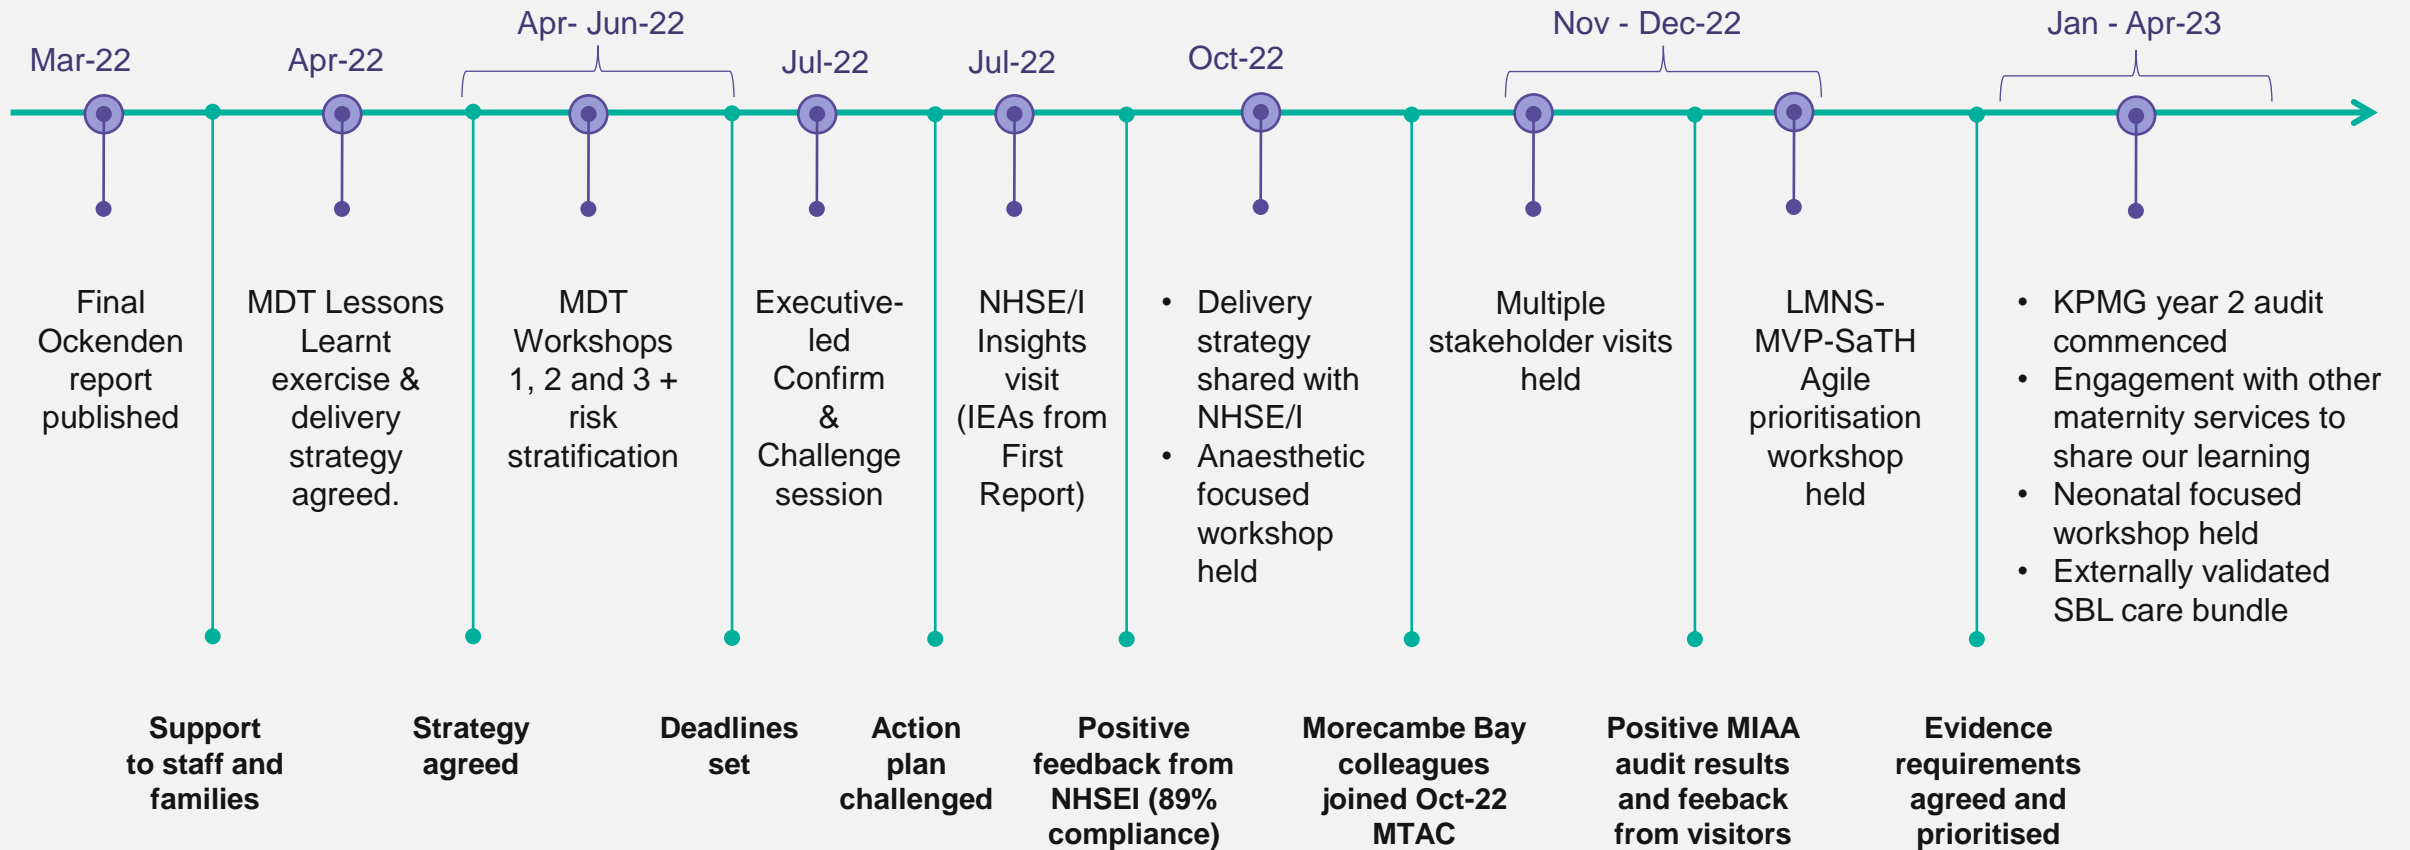 Mar-22
Apr-22
Apr- Jun-22
Jul-22
Jul-22
Oct-22
Nov - Dec-22
Jan - Apr-23
Final
Ockenden
report
published
MDT Lessons
Learnt
exercise &
delivery
strategy
agreed.
MDT
Workshops
1, 2 and 3 +
risk
stratification
Executive-
led
Confirm
&
Challenge
session
NHSE/I
Insights
visit
(IEAs from
First
Report)
• Delivery
strategy
shared with
NHSE/I
• Anaesthetic
focused
workshop
held
Multiple
stakeholder visits
held
LMNS-
MVP-SaTH
Agile
prioritisation
workshop
held
• KPMG year 2 audit
commenced
• Engagement with other
maternity services to
share our learning
• Neonatal focused
workshop held
• Externally validated
SBL care bundle
Support
to staff and
families
Strategy
agreed
Deadlines
set
Action
plan
challenged
Positive
feedback from
NHSEI (89%
compliance)
Morecambe Bay
colleagues
joined Oct-22
MTAC
Positive MIAA
audit results
and feeback
from visitors
Evidence
requirements
agreed and
prioritised